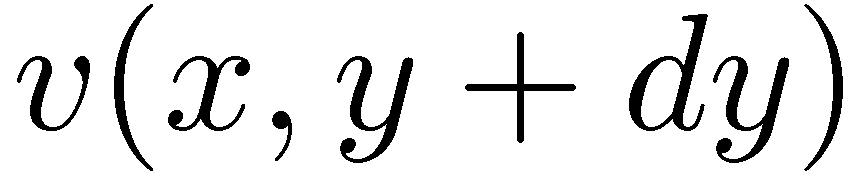 v(x, y + dy)